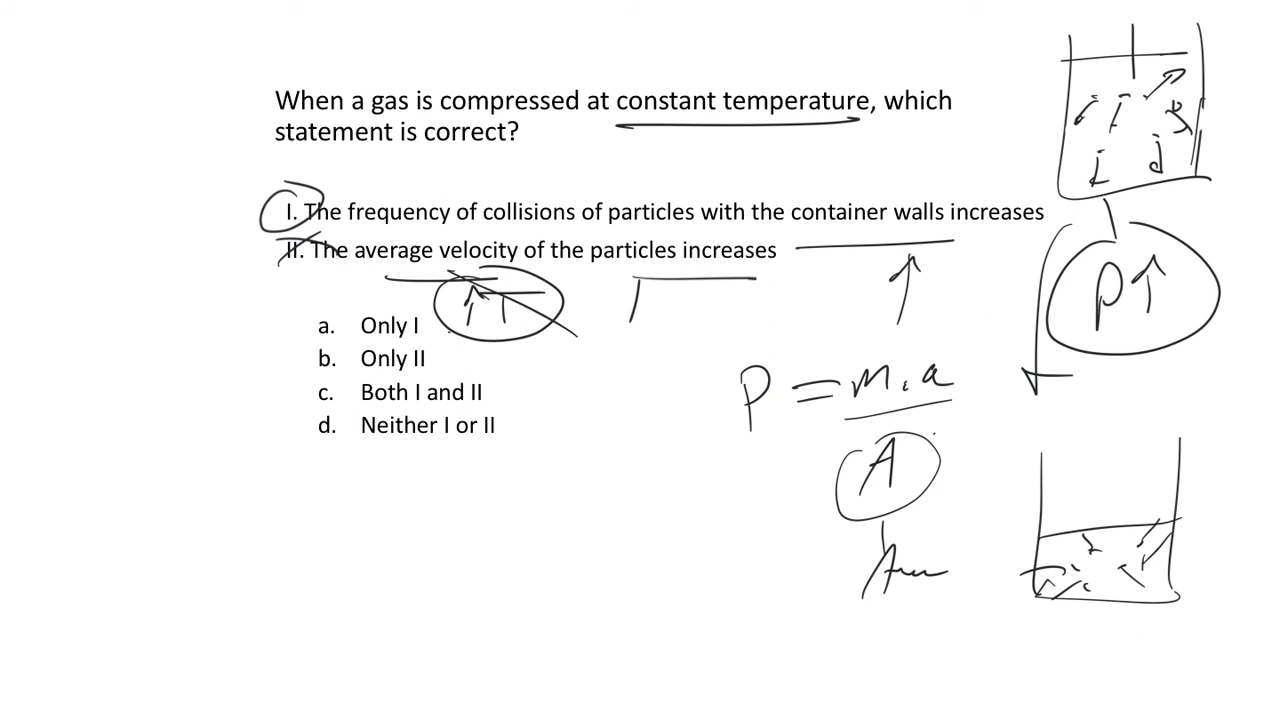 When a gas is compressed at constant temperature, which
statement is correct?
I. The frequency of collisions of particles with the container walls increases
II. The average velocity of the particles increases
a. Only I
b. Only II
c. Both I and II
d. Neither I or II
P↑
P = m.a
A